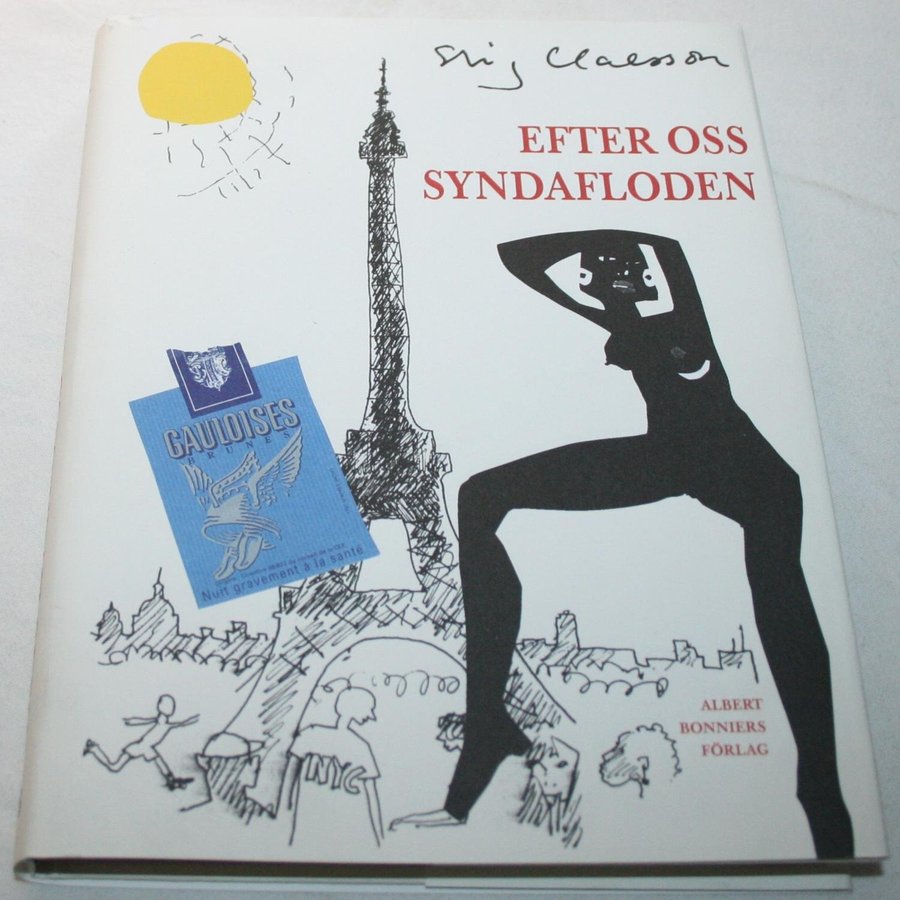 Stig Claesson
EFTER OSS
SYNDAFLODEN
GAULOISES
BRUNES
Nuit gravement à la santé
NYC
ALBERT
BONNIERS
FÖRLAG